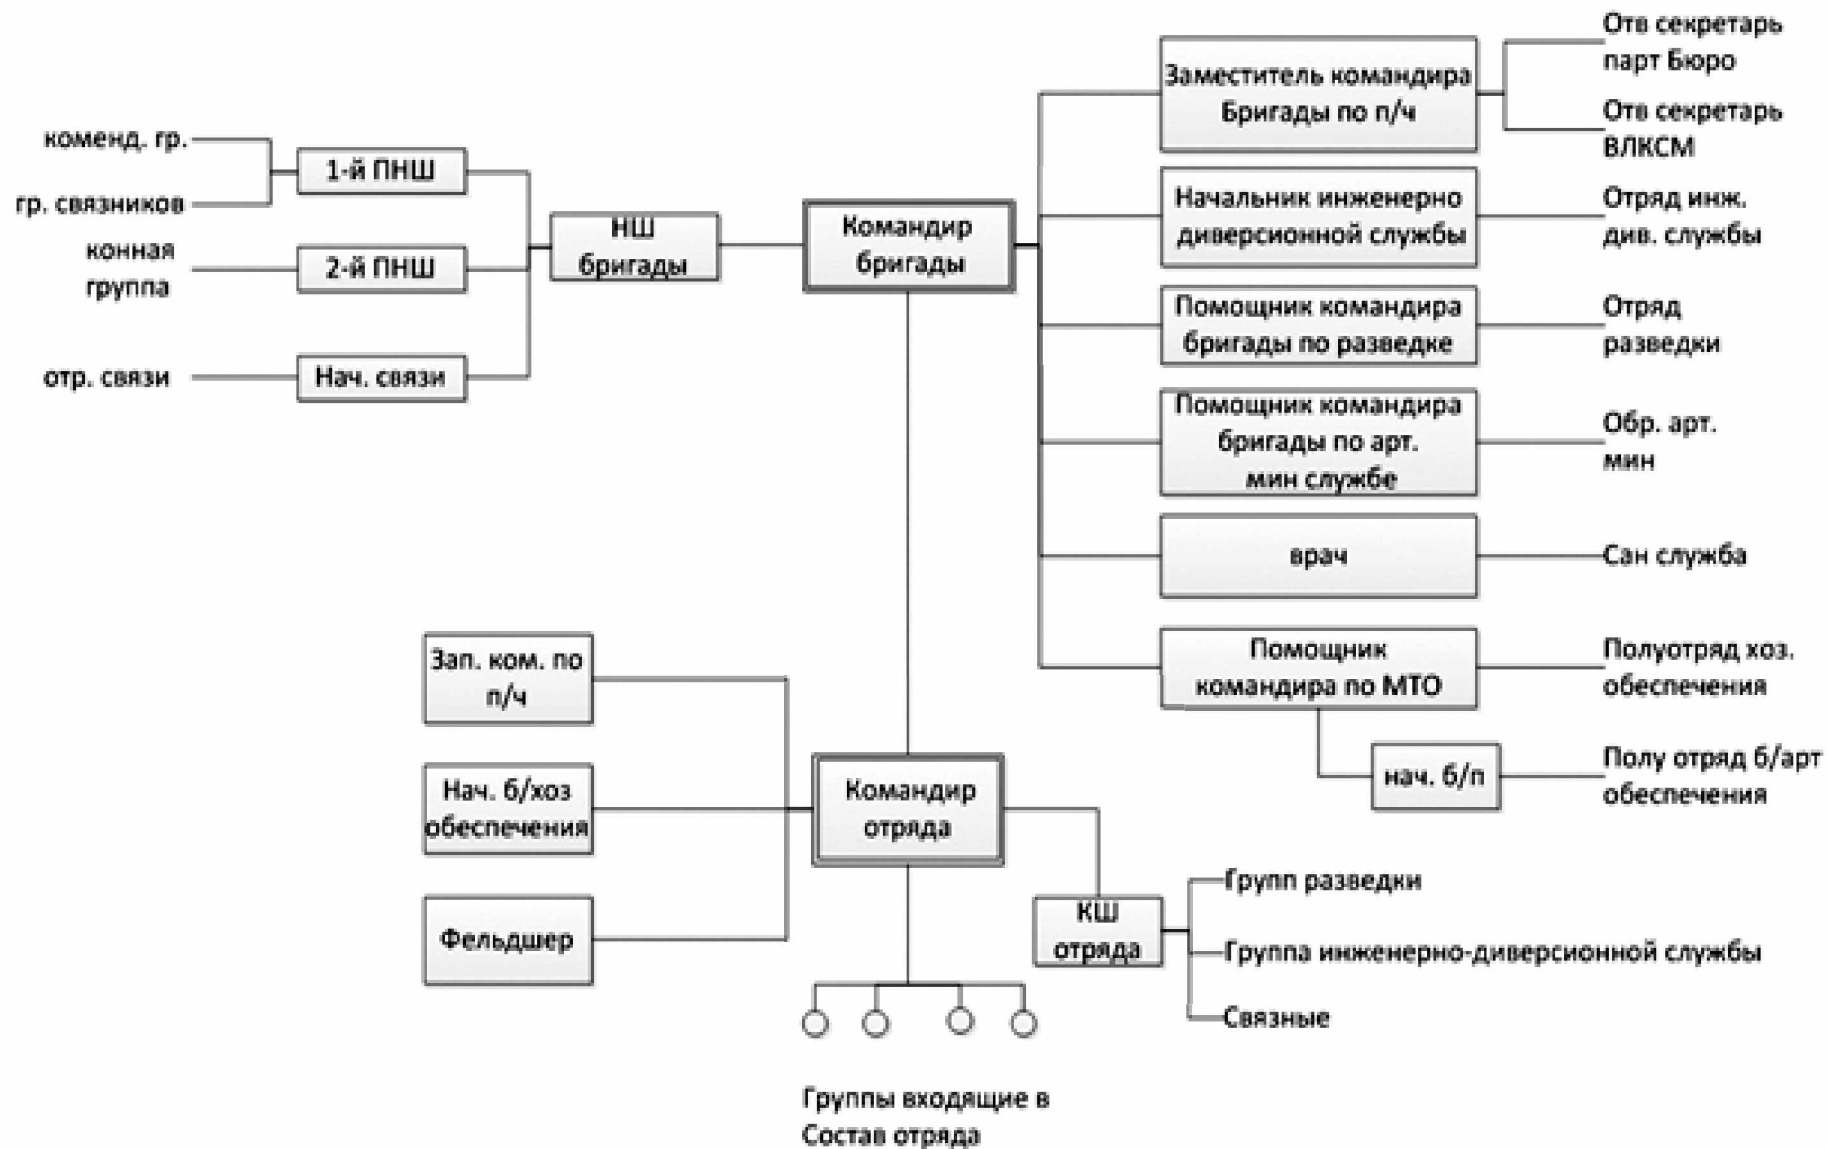 коменд. гр.
гр. связников
конная
группа
отр. связи
1-й ПНШ
2-й ПНШ
Нач. связи
НШ
бригады
Командир
бригады
Заместитель командира
Бригады по п/ч
Отв секретарь
парт Бюро
Отв секретарь
ВЛКСМ
Начальник инженерно
диверсионной службы
Отряд инж.
див. службы
Помощник командира
бригады по разведке
Отряд
разведки
Помощник командира
бригады по арт.
мин службе
Обр. арт.
мин
врач
Сан служба
Помощник
командира по МТО
Полуотряд хоз.
обеспечения
нач. б/п
Полу отряд б/арт
обеспечения
Зап. ком. по
п/ч
Нач. б/хоз
обеспечения
Фельдшер
Командир
отряда
КШ
отряда
Групп разведки
Группа инженерно-диверсионной службы
Связные
Группы входящие в
Состав отряда